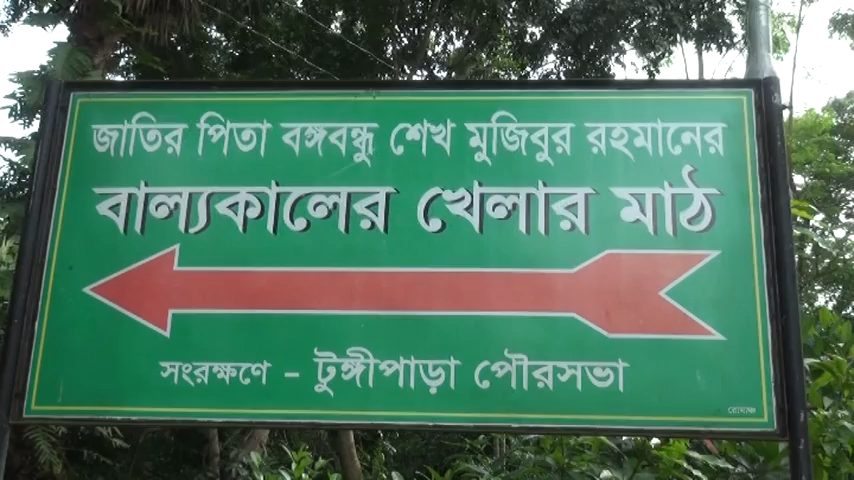 জাতির পিতা বঙ্গবন্ধু শেখ মুজিবুর রহমানের
বাল্যকালের খেলার মাঠ
সংরক্ষণে - টুঙ্গীপাড়া পৌরসভা